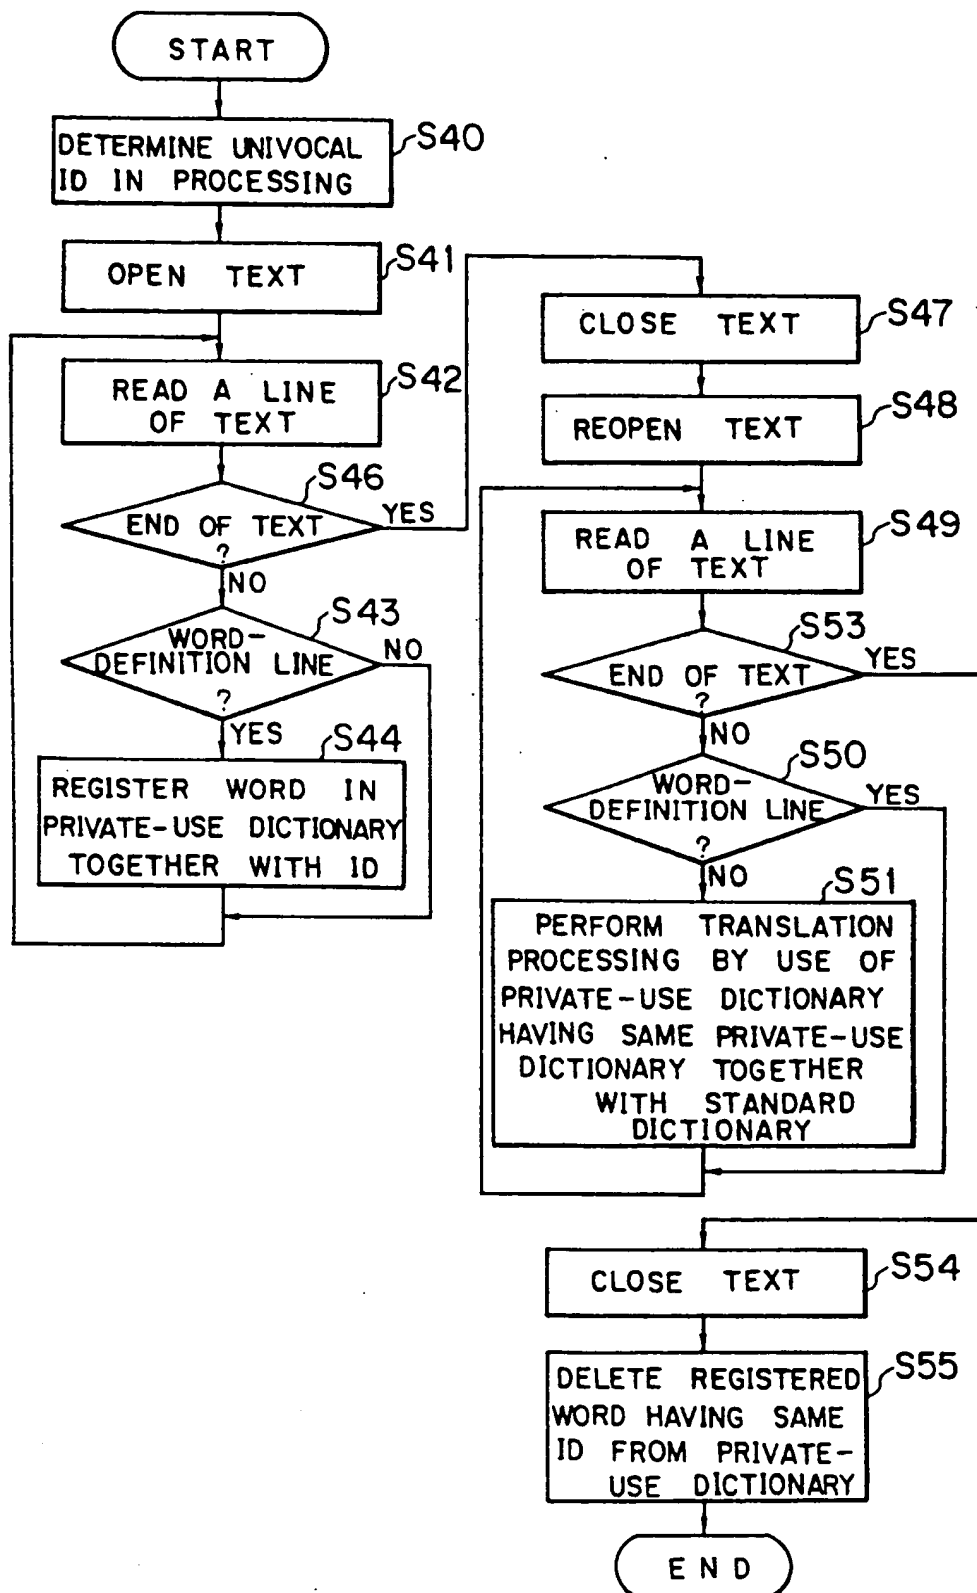 START
DETERMINE UNIVOCAL
ID IN PROCESSING
S40
OPEN TEXT
S41
READ A LINE
OF TEXT
S42
END OF TEXT
?
S46
YES
NO
WORD-
DEFINITION LINE
?
S43
NO
YES
REGISTER WORD IN
PRIVATE-USE DICTIONARY
TOGETHER WITH ID
S44
CLOSE TEXT
S47
REOPEN TEXT
S48
READ A LINE
OF TEXT
S49
END OF TEXT
?
S53
YES
NO
WORD-
DEFINITION LINE
?
S50
YES
NO
S51
PERFORM TRANSLATION
PROCESSING BY USE OF
PRIVATE-USE DICTIONARY
HAVING SAME PRIVATE-USE
DICTIONARY TOGETHER
WITH STANDARD
DICTIONARY
CLOSE TEXT
S54
DELETE REGISTERED
WORD HAVING SAME
ID FROM PRIVATE-
USE DICTIONARY
S55
END